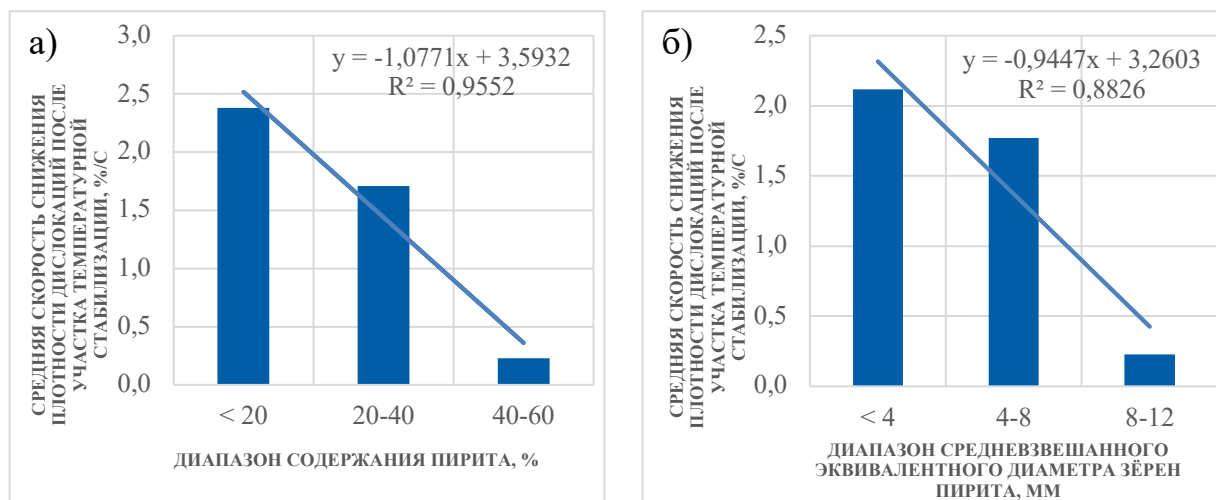 а)
y = -1,0771x + 3,5932
R² = 0,9552
3,0
2,5
2,0
1,5
1,0
0,5
0,0
СРЕДНЯЯ СКОРОСТЬ СНИЖЕНИЯ
ПЛОТНОСТИ ДИСЛОКАЦИЙ ПОСЛЕ
УЧАСТКА ТЕМПЕРАТУРНОЙ
СТАБИЛИЗАЦИИ, %/С
< 20
20-40
40-60
ДИАПАЗОН СОДЕРЖАНИЯ ПИРИТА, %
б)
y = -0,9447x + 3,2603
R² = 0,8826
2,5
2,0
1,5
1,0
0,5
0,0
СРЕДНЯЯ СКОРОСТЬ СНИЖЕНИЯ
ПЛОТНОСТИ ДИСЛОКАЦИЙ ПОСЛЕ
УЧАСТКА ТЕМПЕРАТУРНОЙ
СТАБИЛИЗАЦИИ, %/С
< 4
4-8
8-12
ДИАПАЗОН СРЕДНЕВЗВЕШАННОГО
ЭКВИВАЛЕНТНОГО ДИАМЕТРА ЗЁРЕН
ПИРИТА, ММ